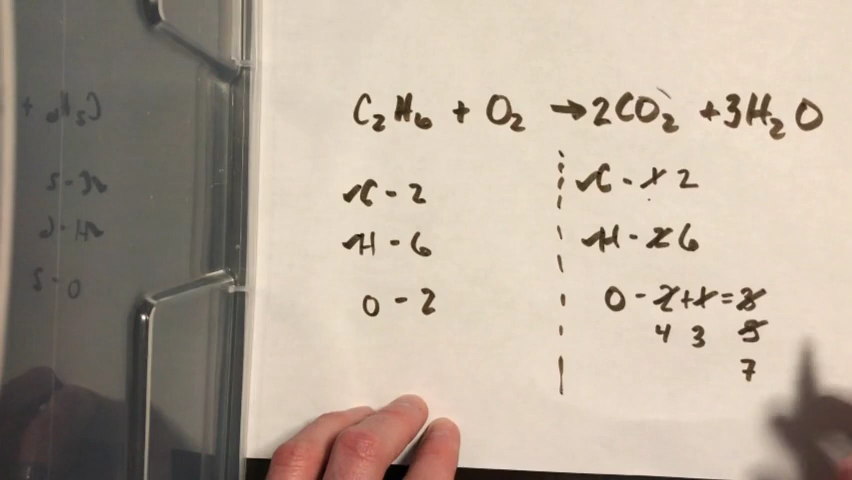 C₂H₆ + O₂ → 2CO₂ + 3H₂O
✓C - 2
✓H - 6
O - 2
✓C - 1 2
✓H - 2 6
O - 2 + 1 = 3
4 3 5
7